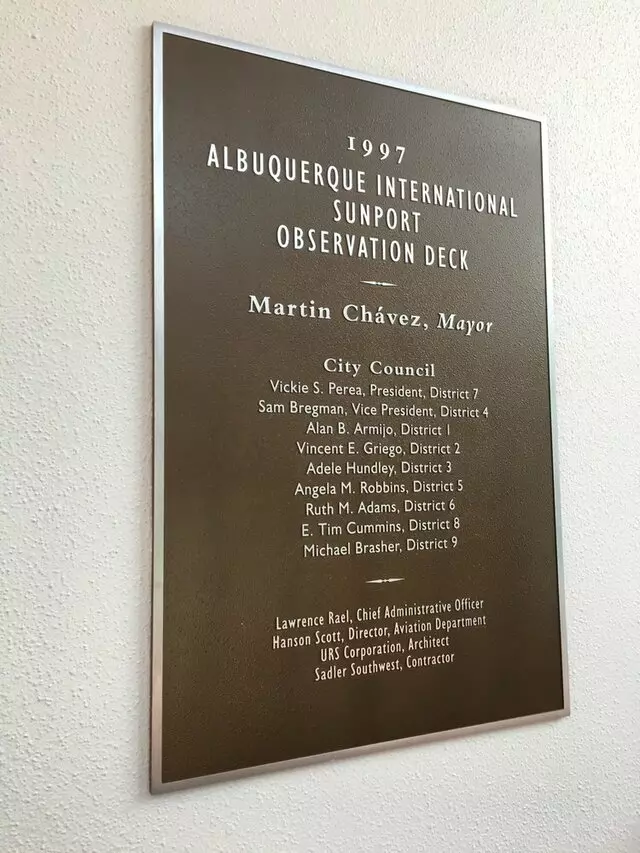 1997
ALBUQUERQUE INTERNATIONAL
SUNPORT
OBSERVATION DECK
Martin Chávez, Mayor
City Council
Vickie S. Perea, President, District 7
Sam Bregman, Vice President, District 4
Alan B. Armijo, District 1
Vincent E. Griego, District 2
Adele Hundley, District 3
Angela M. Robbins, District 5
Ruth M. Adams, District 6
E. Tim Cummins, District 8
Michael Brasher, District 9
Lawrence Rael, Chief Administrative Officer
Hanson Scott, Director, Aviation Department
URS Corporation, Architect
Sadler Southwest, Contractor